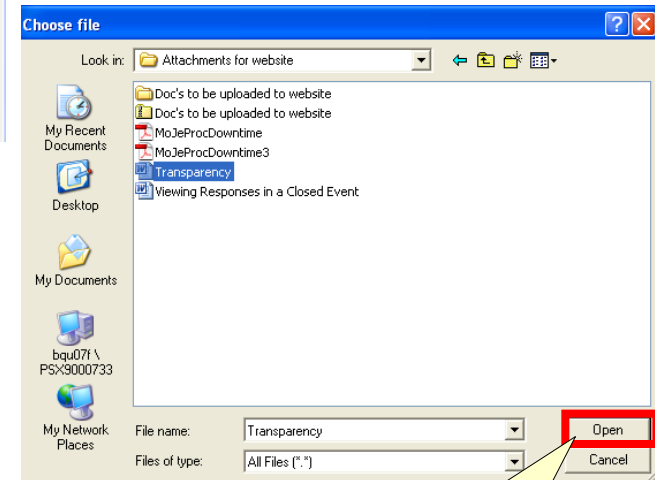 Choose file
Look in:
Attachments for website
Doc's to be uploaded to website
Doc's to be uploaded to website
MoJeProcDowntime
MoJeProcDowntime3
Transparency
Viewing Responses in a Closed Event
My Recent
Documents
Desktop
My Documents
bqu07f \
PSX9000733
My Network
Places
File name:
Transparency
Open
Files of type:
All Files (*.*)
Cancel